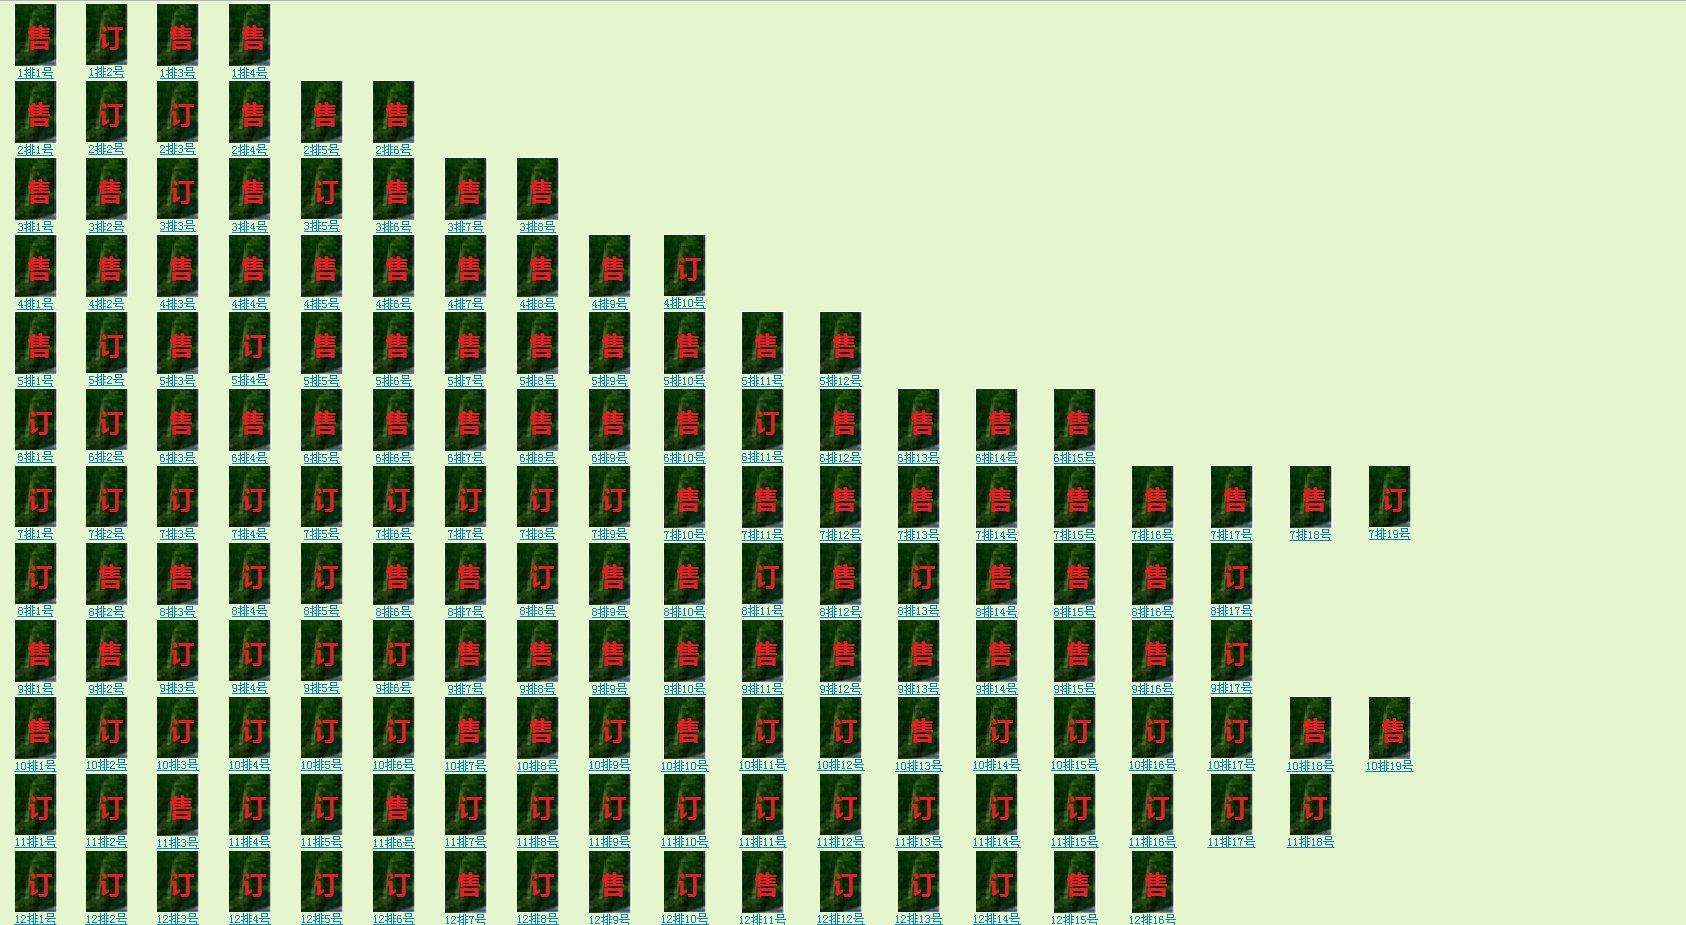 售 订 售 售
1排1号 1排2号 1排3号 1排4号
售 订 订 售 售 售
2排1号 2排2号 2排3号 2排4号 2排5号 2排6号
售 售 订 售 订 售 售 售
3排1号 3排2号 3排3号 3排4号 3排5号 3排6号 3排7号 3排8号
售 售 售 售 售 售 售 售 售 订
4排1号 4排2号 4排3号 4排4号 4排5号 4排6号 4排7号 4排8号 4排9号 4排10号
售 订 售 订 售 售 售 售 售 售 售 售
5排1号 5排2号 5排3号 5排4号 5排5号 5排6号 5排7号 5排8号 5排9号 5排10号 5排11号 5排12号
订 订 售 售 售 售 售 售 售 售 订 售 售 售 售
6排1号 6排2号 6排3号 6排4号 6排5号 6排6号 6排7号 6排8号 6排9号 6排10号 6排11号 6排12号 6排13号 6排14号 6排15号
订 订 订 订 订 订 订 订 订 售 售 售 售 售 售 售 售 售 订
7排1号 7排2号 7排3号 7排4号 7排5号 7排6号 7排7号 7排8号 7排9号 7排10号 7排11号 7排12号 7排13号 7排14号 7排15号 7排16号 7排17号 7排18号 7排19号
订 售 售 订 订 售 售 订 售 售 订 售 订 售 售 售 订
8排1号 8排2号 8排3号 8排4号 8排5号 8排6号 8排7号 8排8号 8排9号 8排10号 8排11号 8排12号 8排13号 8排14号 8排15号 8排16号 8排17号
售 售 订 订 订 订 售 售 售 售 售 售 售 售 售 售 订
9排1号 9排2号 9排3号 9排4号 9排5号 9排6号 9排7号 9排8号 9排9号 9排10号 9排11号 9排12号 9排13号 9排14号 9排15号 9排16号 9排17号
售 订 订 订 订 订 售 售 订 售 订 订 售 订 订 订 订 售 售
10排1号 10排2号 10排3号 10排4号 10排5号 10排6号 10排7号 10排8号 10排9号 10排10号 10排11号 10排12号 10排13号 10排14号 10排15号 10排16号 10排17号 10排18号 10排19号
订 订 售 订 订 售 订 订 订 订 订 订 订 订 订 订 订 订
11排1号 11排2号 11排3号 11排4号 11排5号 11排6号 11排7号 11排8号 11排9号 11排10号 11排11号 11排12号 11排13号 11排14号 11排15号 11排16号 11排17号 11排18号
订 订 订 订 订 订 售 订 售 订 售 订 订 订 售 售
12排1号 12排2号 12排3号 12排4号 12排5号 12排6号 12排7号 12排8号 12排9号 12排10号 12排11号 12排12号 12排13号 12排14号 12排15号 12排16号